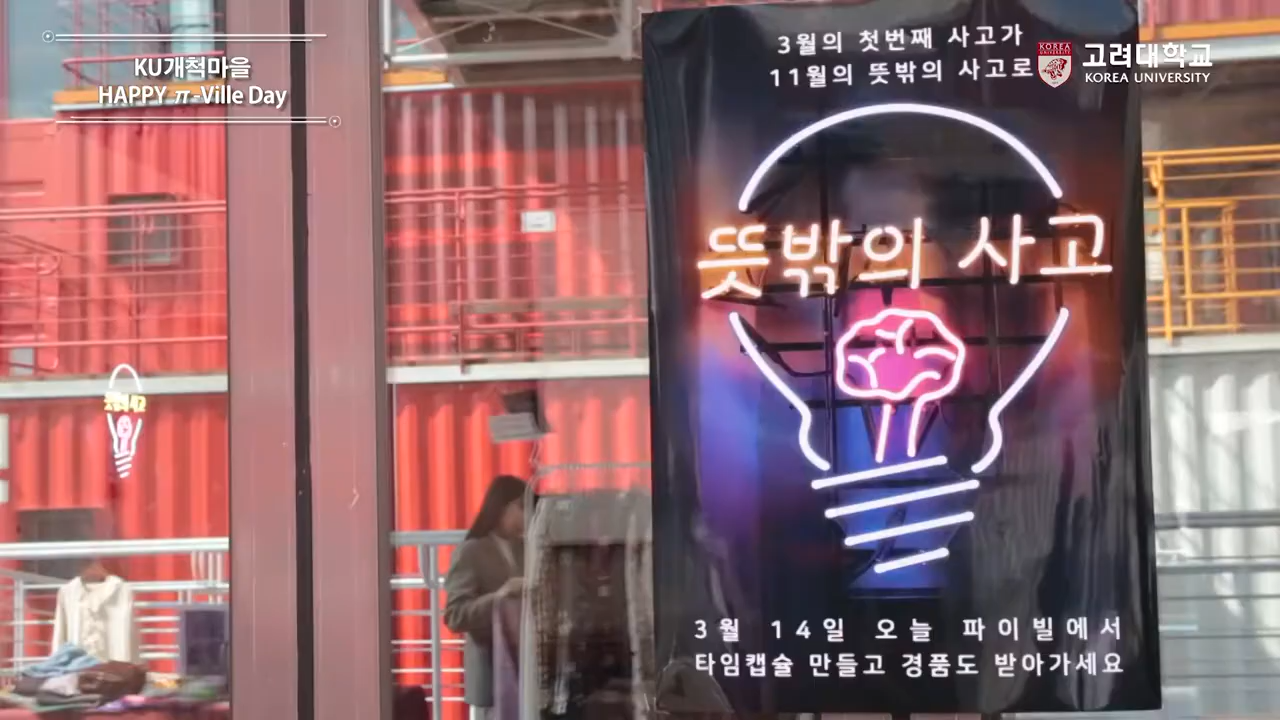 KU개척마을
HAPPY π-Ville Day
KOREA
UNIVERSITY
고려대학교
KOREA UNIVERSITY
3월의 첫번째 사고가
11월의 뜻밖의 사고로
뜻밖의 사고
3월 14일 오늘 파이빌에서
타임캡슐 만들고 경품도 받아가세요